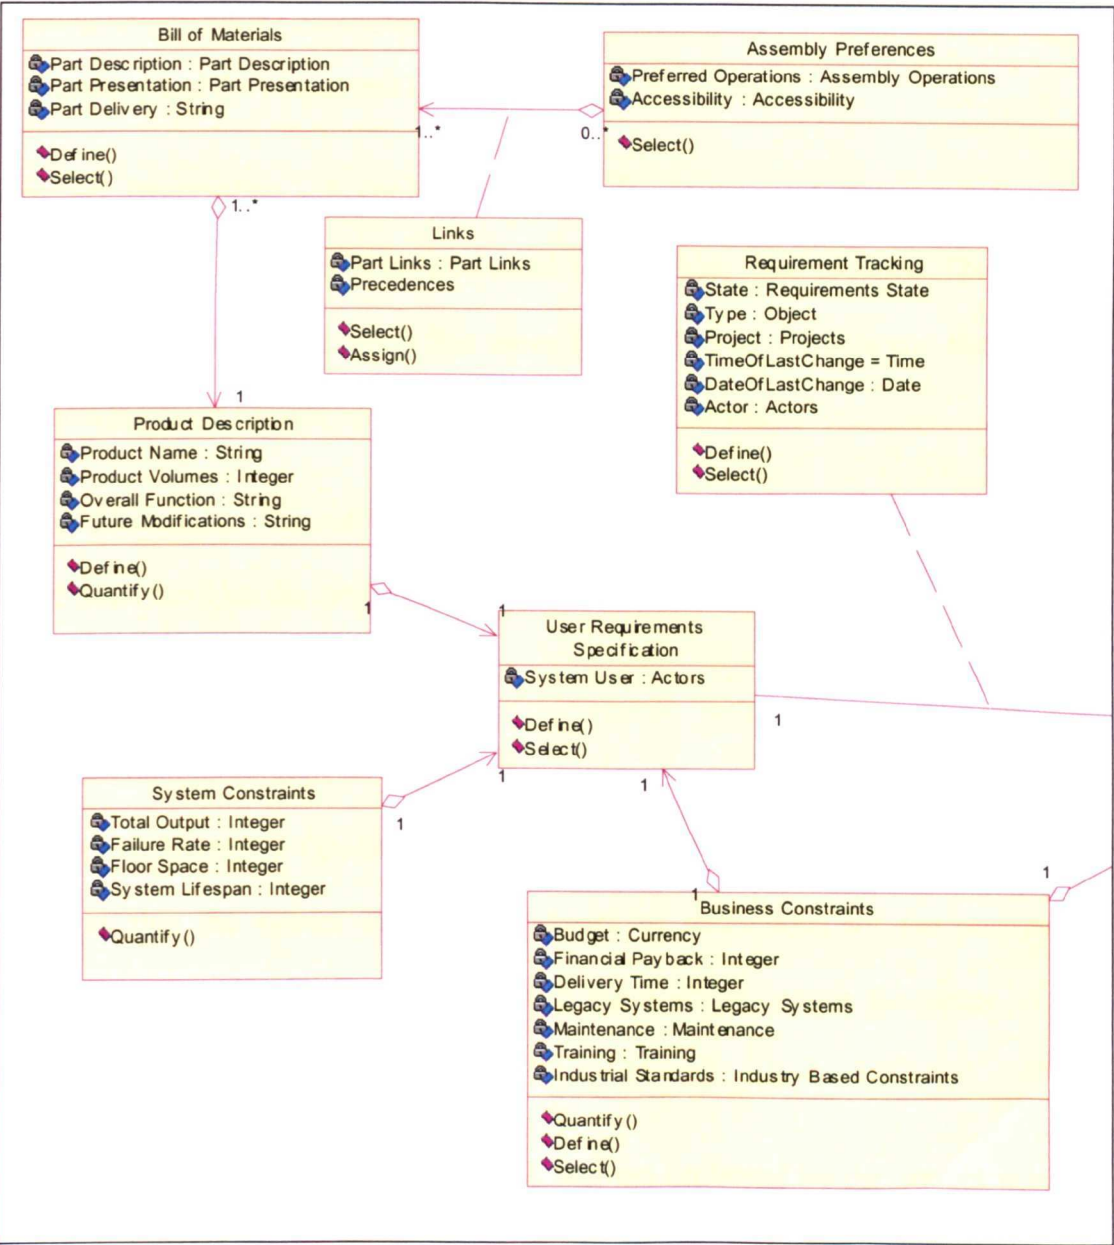 Bill of Materials
Part Description : Part Description
Part Presentation : Part Presentation
Part Delivery : String
Define()
Select()
Assembly Preferences
Preferred Operations : Assembly Operations
Accessibility : Accessibility
Select()
1..*
0..*
1..*
Links
Part Links : Part Links
Precedences
Select()
Assign()
Requirement Tracking
State : Requirements State
Type : Object
Project : Projects
TimeOfLastChange = Time
DateOfLastChange : Date
Actor : Actors
Define()
Select()
1
Product Description
Product Name : String
Product Volumes : Integer
Overall Function : String
Future Modifications : String
Define()
Quantify()
1
1
User Requirements
Specification
System User : Actors
Define()
Select()
1
1
1
System Constraints
Total Output : Integer
Failure Rate : Integer
Floor Space : Integer
System Lifespan : Integer
Quantify()
1
1
1
Business Constraints
Budget : Currency
Financial Payback : Integer
Delivery Time : Integer
Legacy Systems : Legacy Systems
Maintenance : Maintenance
Training : Training
Industrial Standards : Industry Based Constraints
Quantify()
Define()
Select()